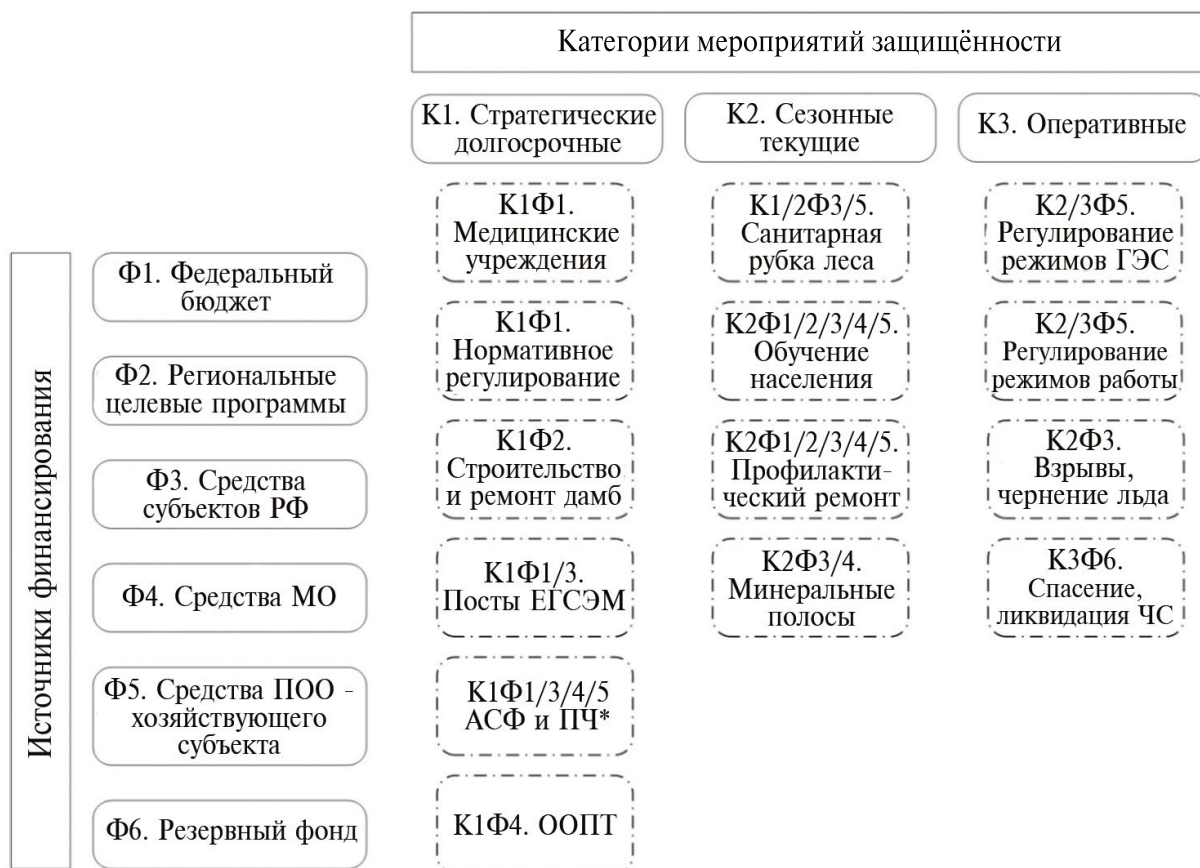 Категории мероприятий защищённости
К1. Стратегические
долгосрочные
К2. Сезонные
текущие
К3. Оперативные
Источники финансирования
Ф1. Федеральный
бюджет
Ф2. Региональные
целевые программы
Ф3. Средства
субъектов РФ
Ф4. Средства МО
Ф5. Средства ПОО -
хозяйствующего
субъекта
Ф6. Резервный фонд
К1Ф1.
Медицинские
учреждения
К1Ф1.
Нормативное
регулирование
К1Ф2.
Строительство
и ремонт дамб
К1Ф1/3.
Посты ЕГСЭМ
К1Ф1/3/4/5
АСФ и ПЧ*
К1Ф4. ООПТ
К1/2Ф3/5.
Санитарная
рубка леса
К2Ф1/2/3/4/5.
Обучение
населения
К2Ф1/2/3/4/5.
Профилакти-
ческий ремонт
К2Ф3/4.
Минеральные
полосы
К2/3Ф5.
Регулирование
режимов ГЭС
К2/3Ф5.
Регулирование
режимов работы
К2Ф3.
Взрывы,
чернение льда
К3Ф6.
Спасение,
ликвидация ЧС